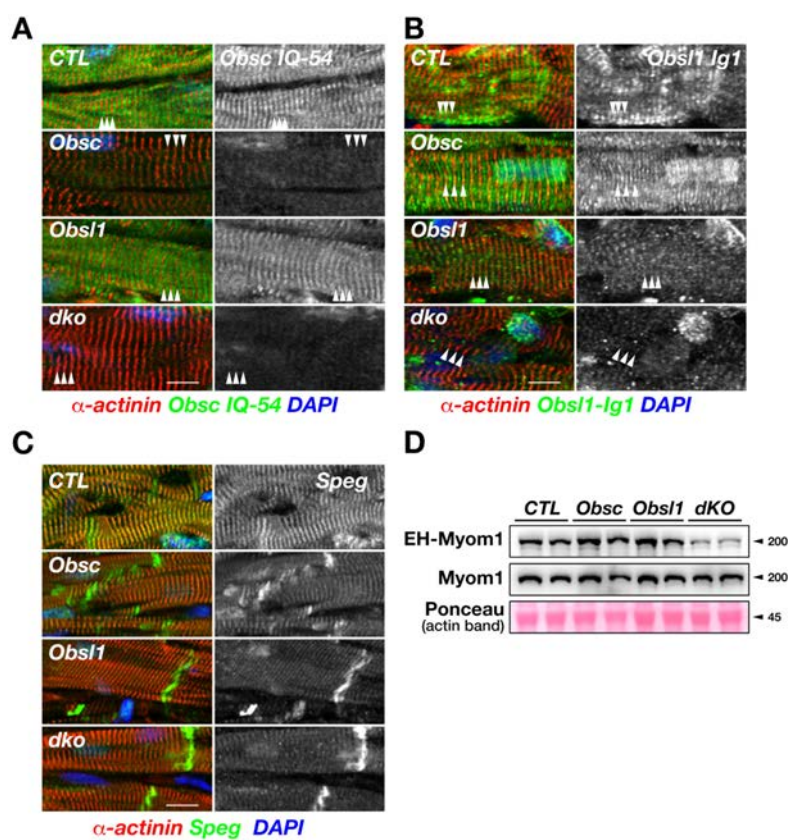 A
CTL
Obsc IQ-54
Obsc
Obsl1
dko
α-actinin Obsc IQ-54 DAPI
B
CTL
Obsl1 Ig1
Obsc
Obsl1
dko
α-actinin Obsl1-Ig1 DAPI
C
CTL
Speg
Obsc
Obsl1
dko
α-actinin Speg DAPI
D
CTL Obsc Obsl1 dKO
EH-Myom1 200
Myom1 200
Ponceau 45
(actin band)